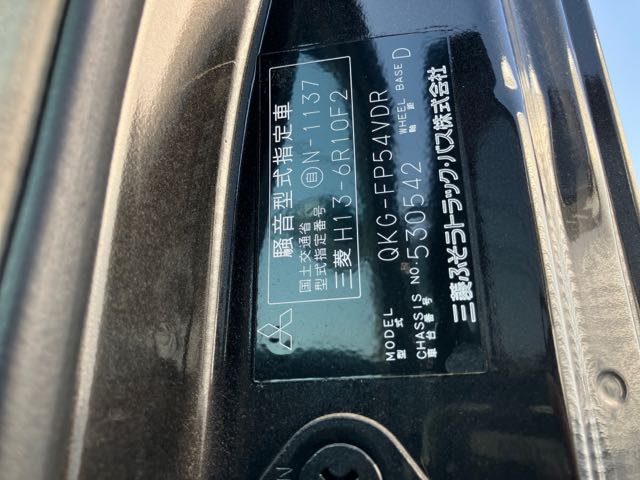 騒音型式指定車
国土交通省
型式指定番号 自N-1137
三菱 H13-6R10F2
MODEL
型式 QKG-FP54VDR
CHASSIS NO. 530542 WHEEL BASE D
車台番号 軸距
三菱ふそうトラック・バス株式会社
N